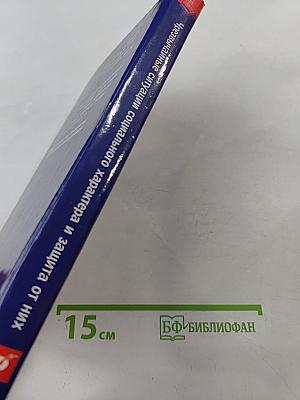 Чрезвычайные ситуации социального характера и защита от них
15 см
БФ БИБЛИОФАН